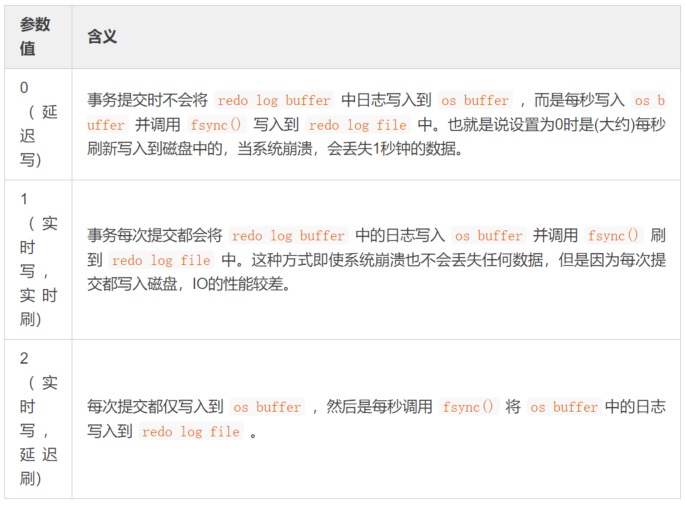 参数值
含义
0
（延迟写）
事务提交时不会将 redo log buffer 中日志写入到 os buffer ，而是每秒写入 os b
uffer 并调用 fsync() 写入到 redo log file 中。也就是说设置为0时是(大约)每秒
刷新写入到磁盘中的，当系统崩溃，会丢失1秒钟的数据。
1
（实时写，实时刷)
事务每次提交都会将 redo log buffer 中的日志写入 os buffer 并调用 fsync() 刷
到 redo log file 中。这种方式即使系统崩溃也不会丢失任何数据，但是因为每次提
交都写入磁盘，IO的性能较差。
2
（实时写，延迟刷)
每次提交都仅写入到 os buffer ，然后是每秒调用 fsync() 将 os buffer 中的日志
写入到 redo log file 。